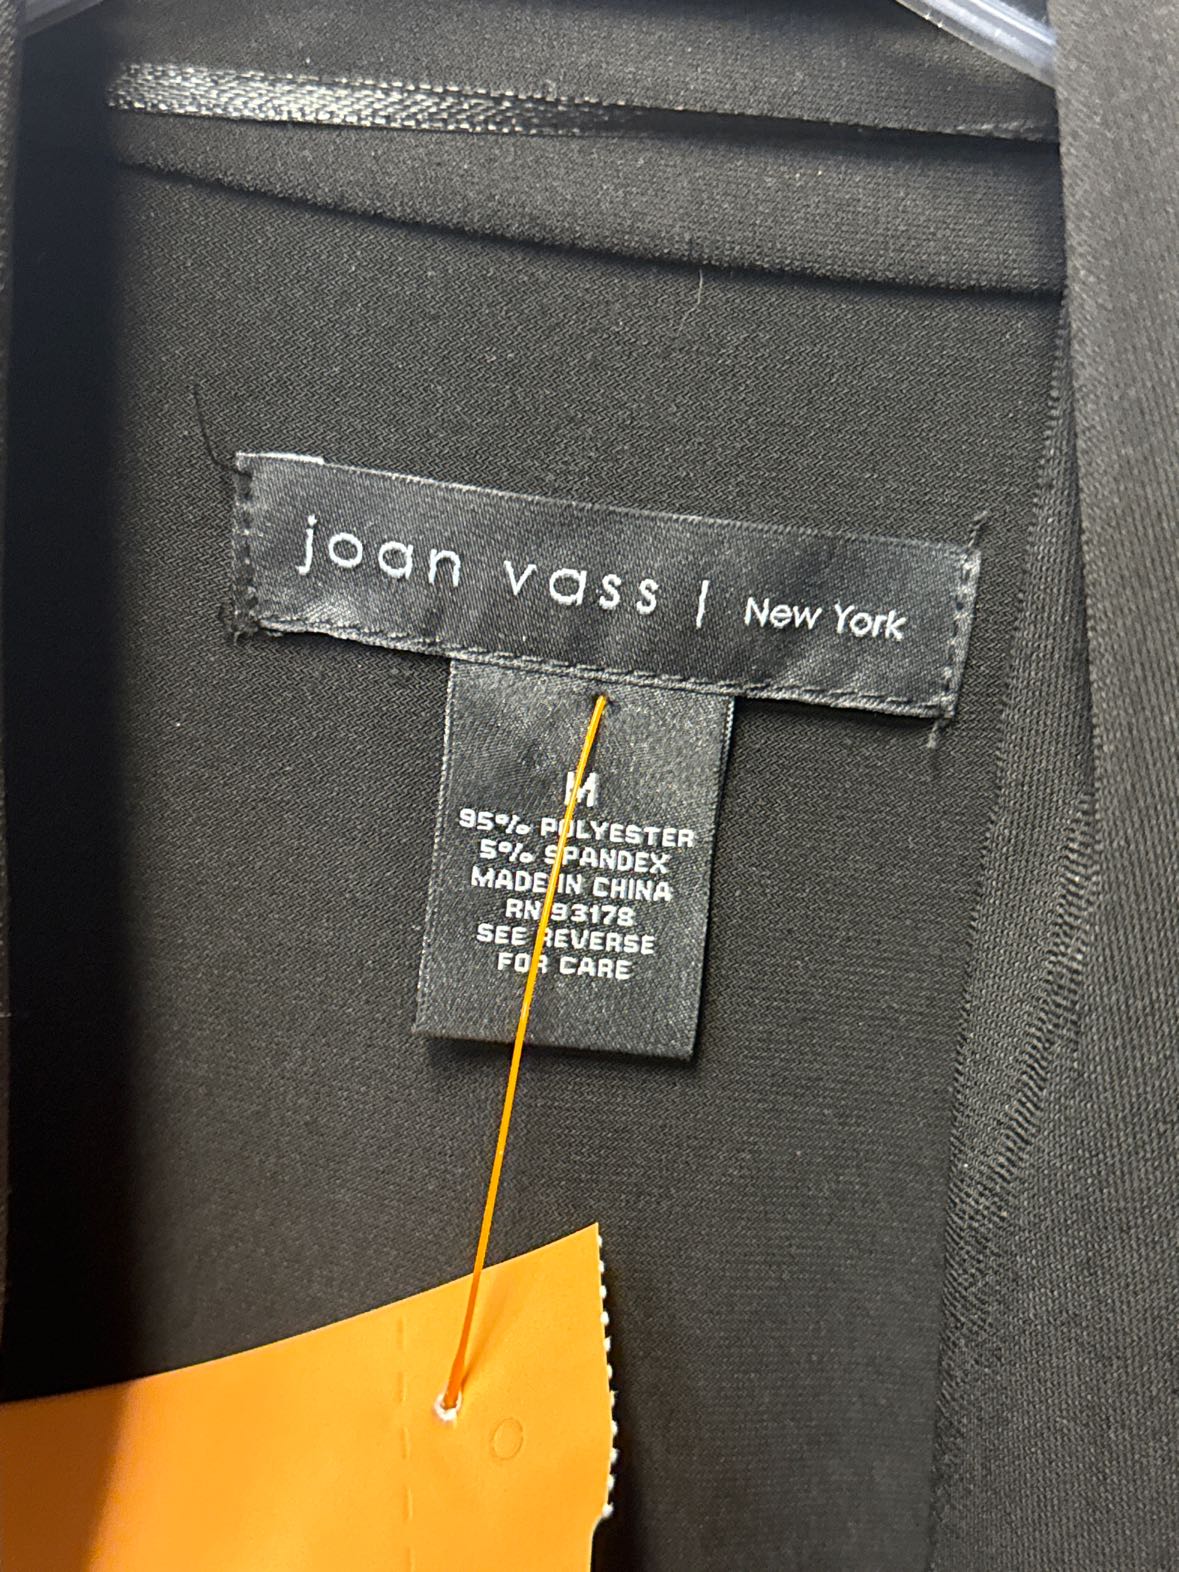 joan vass | New York
M
95% POLYESTER
5% SPANDEX
MADE IN CHINA
RN 93178
SEE REVERSE
FOR CARE